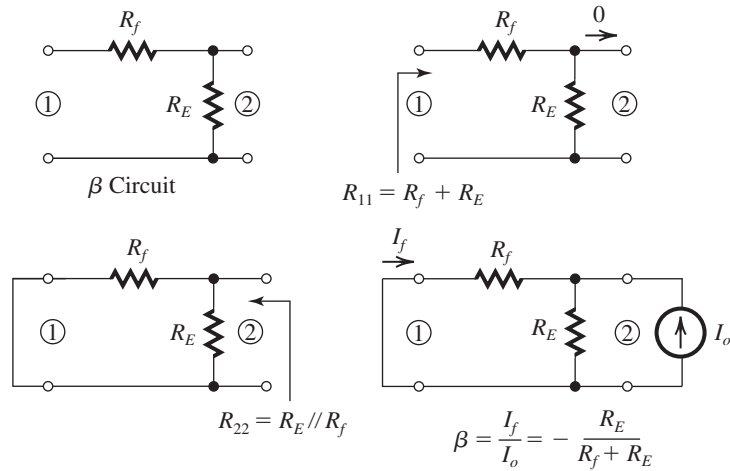 R_f
① R_E ②
β Circuit
R_f 0
① R_E ②
R_11 = R_f + R_E
R_f
① R_E ②
R_22 = R_E // R_f
I_f R_f
① R_E ② I_o
β = I_f / I_o = − R_E / (R_f + R_E)